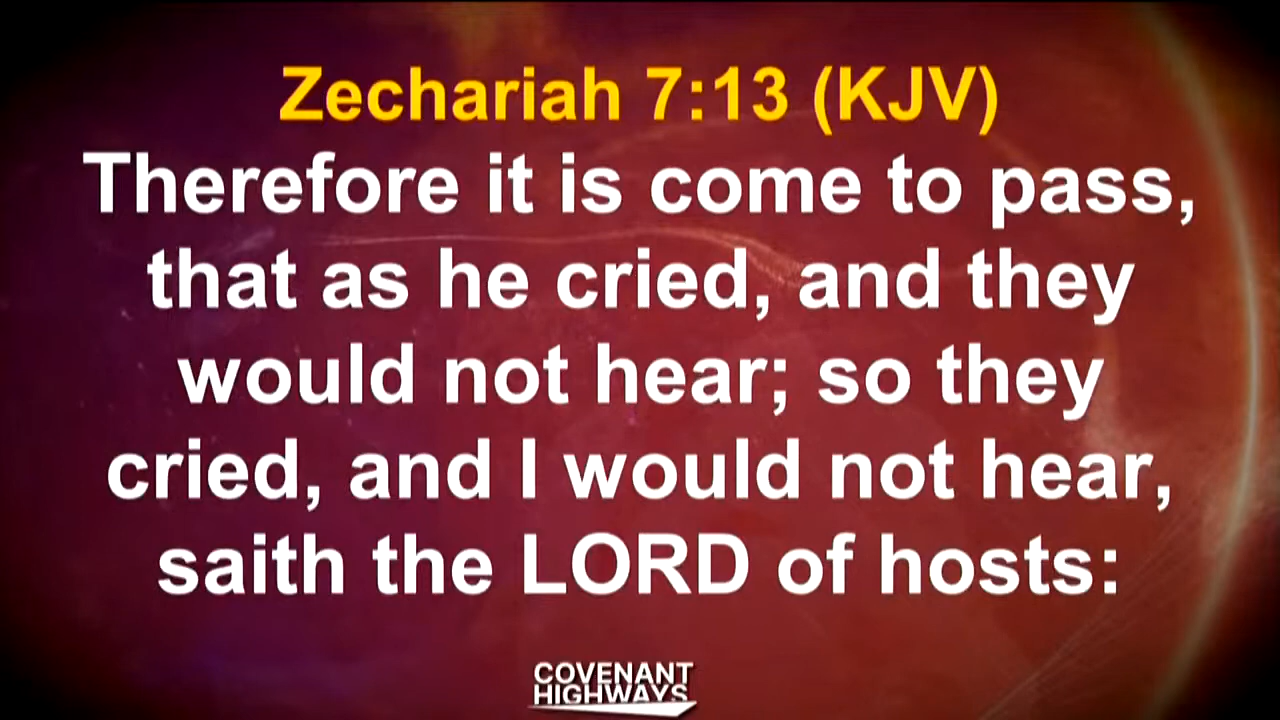 Zechariah 7:13 (KJV)
Therefore it is come to pass,
that as he cried, and they
would not hear; so they
cried, and I would not hear,
saith the LORD of hosts:
COVENANT
HIGHWAYS